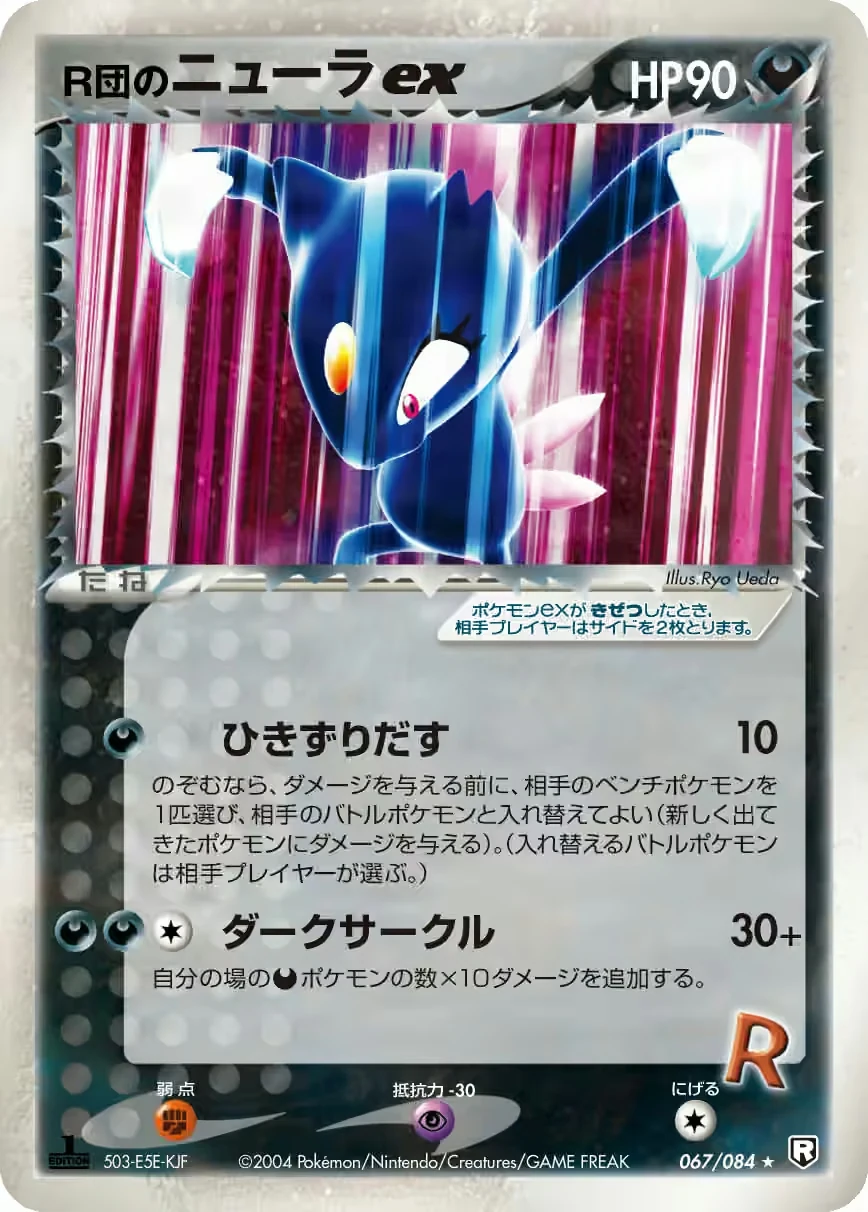 R団のニューラex HP90
たね
Illus.Ryo Ueda
ポケモンexがきぜつしたとき、
相手プレイヤーはサイドを2枚とります。
ひきずりだす 10
のぞむなら、ダメージを与える前に、相手のベンチポケモンを
1匹選び、相手のバトルポケモンと入れ替えてよい(新しく出て
きたポケモンにダメージを与える)。(入れ替えるバトルポケモン
は相手プレイヤーが選ぶ。)
ダークサークル 30+
自分の場のポケモンの数×10ダメージを追加する。
R
弱点 抵抗力 -30 にげる
1 EDITION 503-E5E-KJF ©2004 Pokémon/Nintendo/Creatures/GAME FREAK 067/084 ★ R